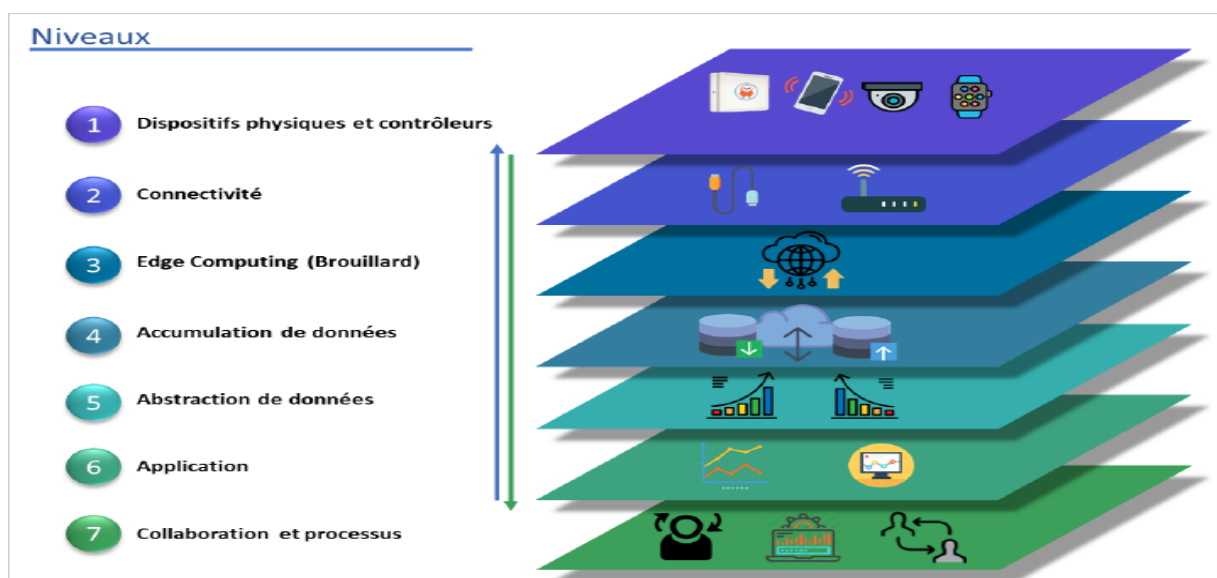 Niveaux
1 Dispositifs physiques et contrôleurs
2 Connectivité
3 Edge Computing (Brouillard)
4 Accumulation de données
5 Abstraction de données
6 Application
7 Collaboration et processus